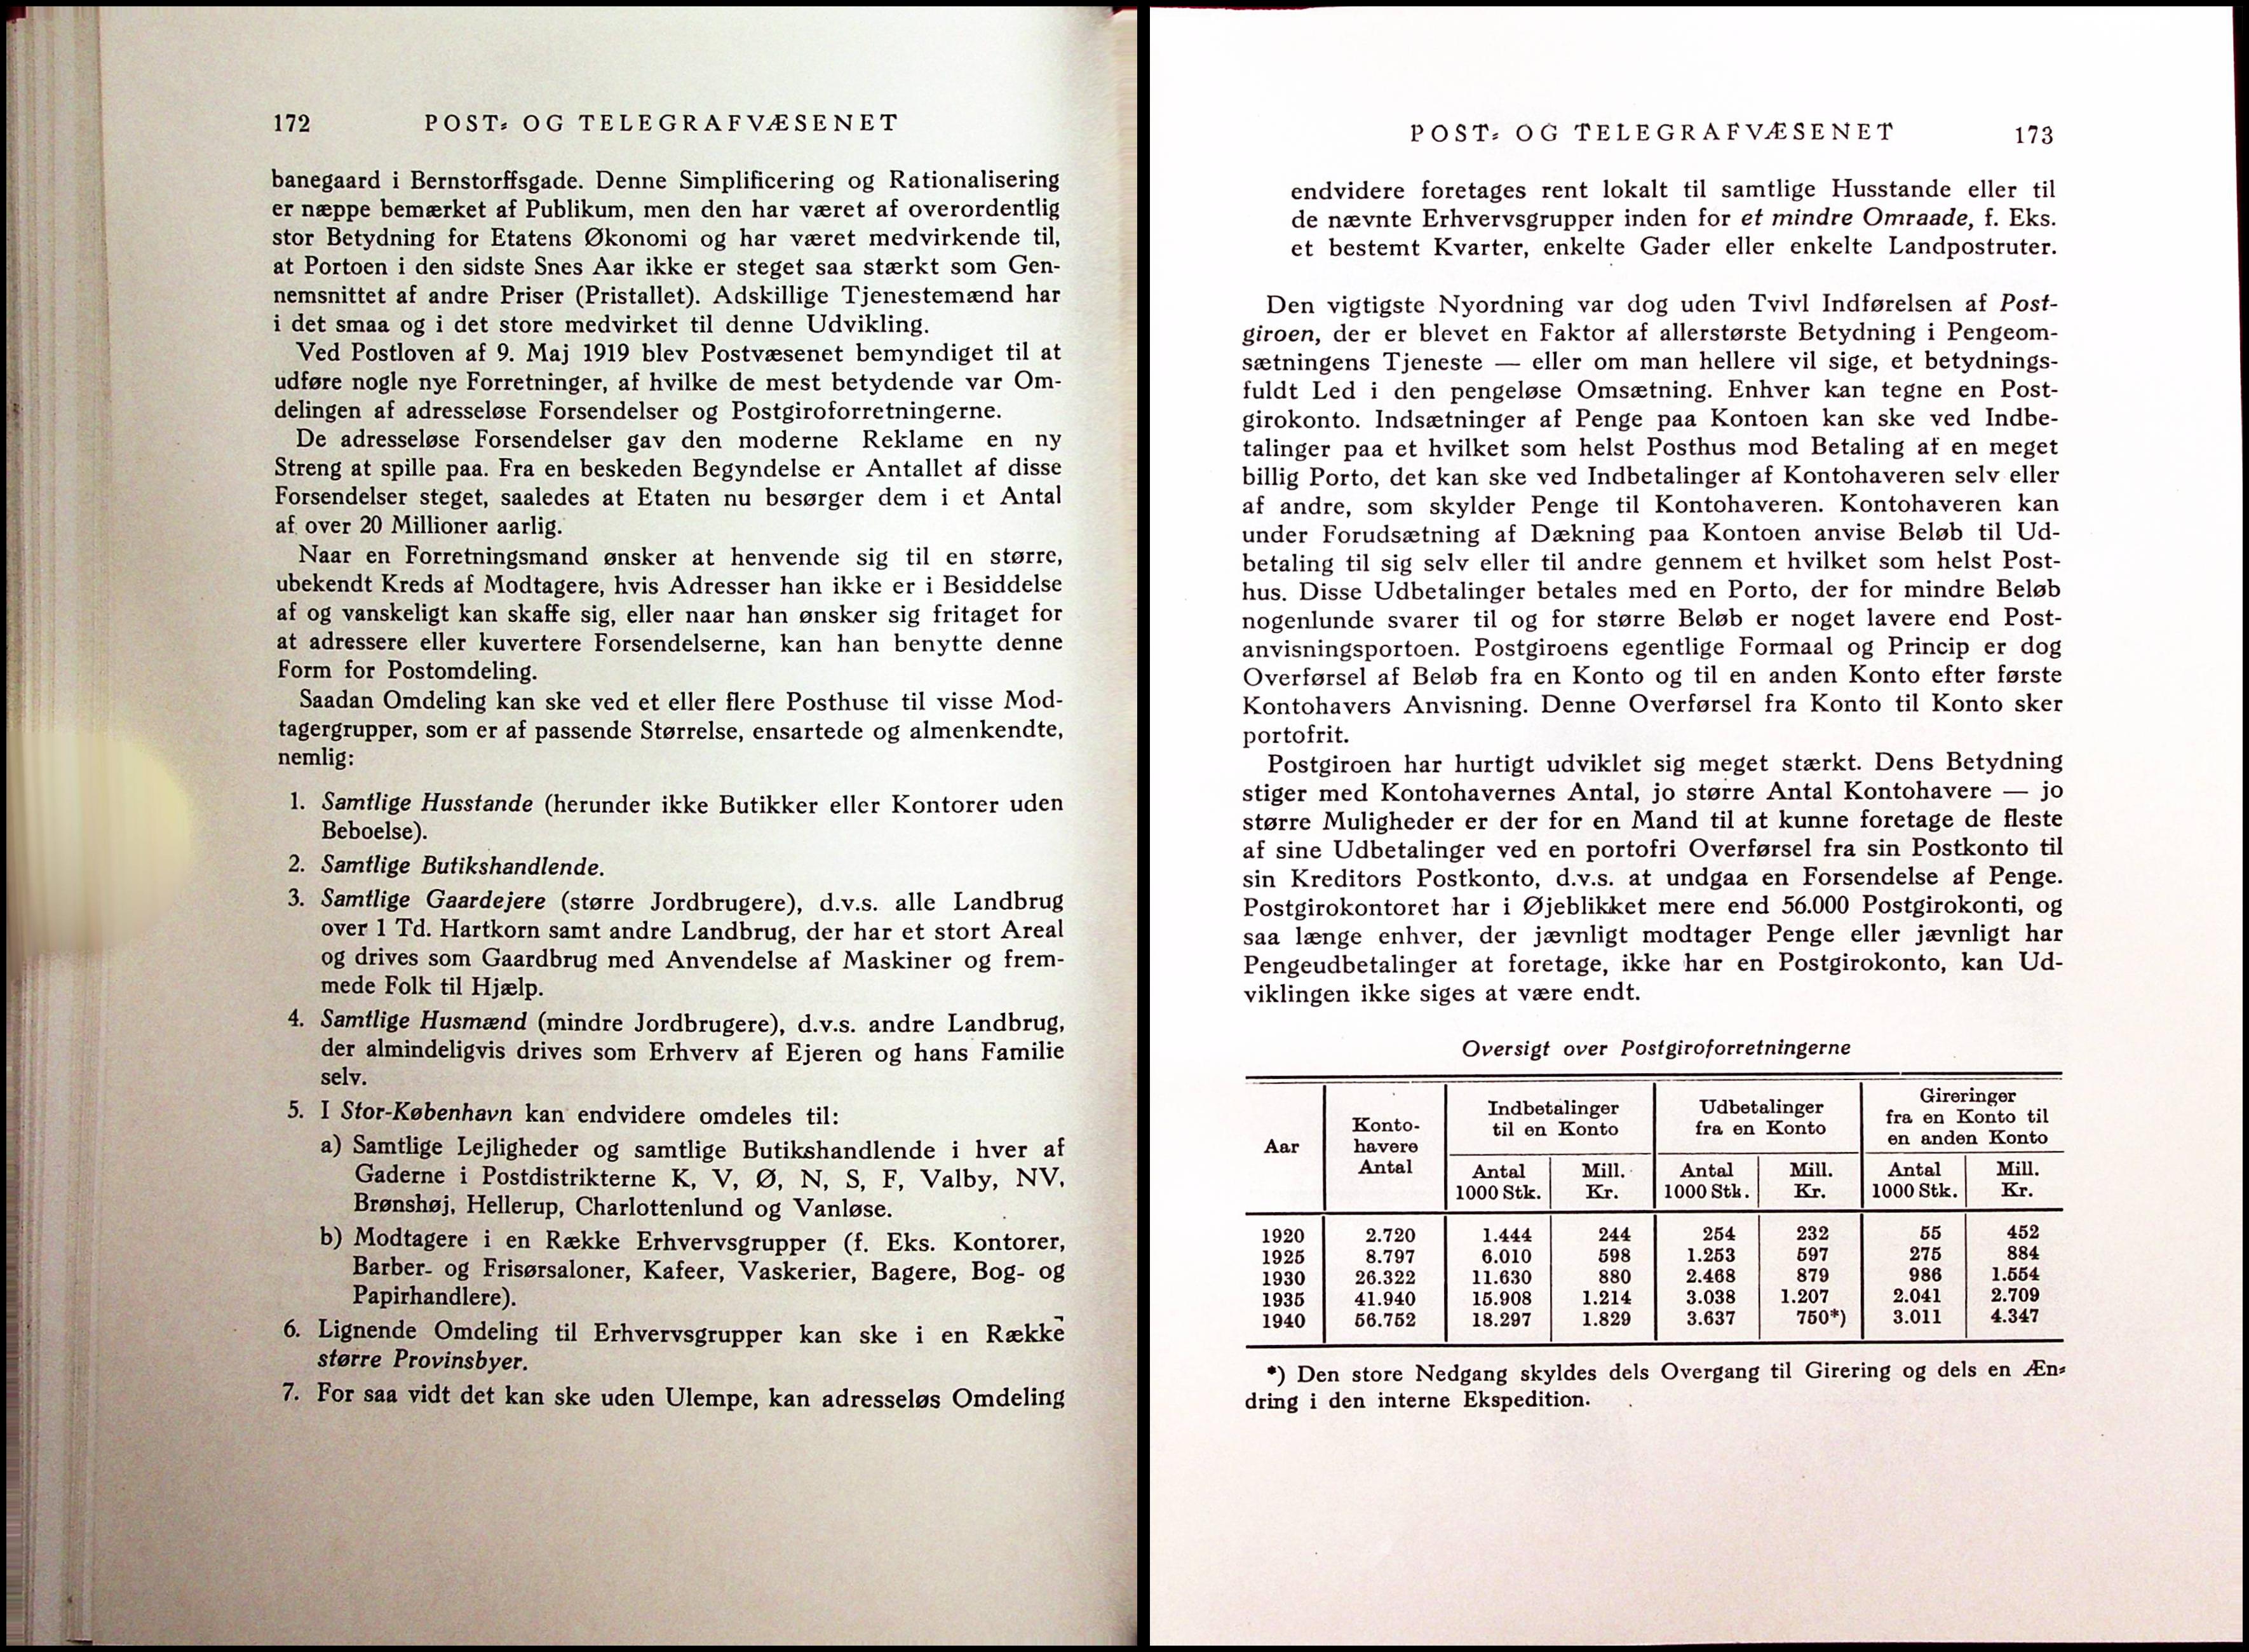 172 POST- OG TELEGRAFVÆSENET
banegaard i Bernstorffsgade. Denne Simplificering og Rationalisering
er næppe bemærket af Publikum, men den har været af overordentlig
stor Betydning for Etatens Økonomi og har været medvirkende til,
at Portoen i den sidste Snes Aar ikke er steget saa stærkt som Gen-
nemsnittet af andre Priser (Pristallet). Adskillige Tjenestemænd har
i det smaa og i det store medvirket til denne Udvikling.
Ved Postloven af 9. Maj 1919 blev Postvæsenet bemyndiget til at
udføre nogle nye Forretninger, af hvilke de mest betydende var Om-
delingen af adresseløse Forsendelser og Postgiroforretningerne.
De adresseløse Forsendelser gav den moderne Reklame en ny
Streng at spille paa. Fra en beskeden Begyndelse er Antallet af disse
Forsendelser steget, saaledes at Etaten nu besørger dem i et Antal
af over 20 Millioner aarlig.
Naar en Forretningsmand ønsker at henvende sig til en større,
ubekendt Kreds af Modtagere, hvis Adresser han ikke er i Besiddelse
af og vanskeligt kan skaffe sig, eller naar han ønsker sig fritaget for
at adressere eller kuvertere Forsendelserne, kan han benytte denne
Form for Postomdeling.
Saadan Omdeling kan ske ved et eller flere Posthuse til visse Mod-
tagergrupper, som er af passende Størrelse, ensartede og almenkendte,
nemlig:
1. Samtlige Husstande (herunder ikke Butikker eller Kontorer uden
Beboelse).
2. Samtlige Butikshandlende.
3. Samtlige Gaardejere (større Jordbrugere), d.v.s. alle Landbrug
over 1 Td. Hartkorn samt andre Landbrug, der har et stort Areal
og drives som Gaardbrug med Anvendelse af Maskiner og frem-
mede Folk til Hjælp.
4. Samtlige Husmænd (mindre Jordbrugere), d.v.s. andre Landbrug,
der almindeligvis drives som Erhverv af Ejeren og hans Familie
selv.
5. I Stor-København kan endvidere omdeles til:
a) Samtlige Lejligheder og samtlige Butikshandlende i hver af
Gaderne i Postdistrikterne K, V, Ø, N, S, F, Valby, NV,
Brønshøj, Hellerup, Charlottenlund og Vanløse.
b) Modtagere i en Række Erhvervsgrupper (f. Eks. Kontorer,
Barber- og Frisørsaloner, Kafeer, Vaskerier, Bagere, Bog- og
Papirhandlere).
6. Lignende Omdeling til Erhvervsgrupper kan ske i en Række
større Provinsbyer.
7. For saa vidt det kan ske uden Ulempe, kan adresseløs Omdeling
POST- OG TELEGRAFVÆSENET 173
endvidere foretages rent lokalt til samtlige Husstande eller til
de nævnte Erhvervsgrupper inden for et mindre Omraade, f. Eks.
et bestemt Kvarter, enkelte Gader eller enkelte Landpostruter.
Den vigtigste Nyordning var dog uden Tvivl Indførelsen af Post-
giroen, der er blevet en Faktor af allerstørste Betydning i Pengeom-
sætningens Tjeneste — eller om man hellere vil sige, et betydnings-
fuldt Led i den pengeløse Omsætning. Enhver kan tegne en Post-
girokonto. Indsætninger af Penge paa Kontoen kan ske ved Indbe-
talinger paa et hvilket som helst Posthus mod Betaling af en meget
billig Porto, det kan ske ved Indbetalinger af Kontohaveren selv eller
af andre, som skylder Penge til Kontohaveren. Kontohaveren kan
under Forudsætning af Dækning paa Kontoen anvise Beløb til Ud-
betaling til sig selv eller til andre gennem et hvilket som helst Post-
hus. Disse Udbetalinger betales med en Porto, der for mindre Beløb
nogenlunde svarer til og for større Beløb er noget lavere end Post-
anvisningsportoen. Postgiroens egentlige Formaal og Princip er dog
Overførsel af Beløb fra en Konto og til en anden Konto efter første
Kontohavers Anvisning. Denne Overførsel fra Konto til Konto sker
portofrit.
Postgiroen har hurtigt udviklet sig meget stærkt. Dens Betydning
stiger med Kontohavernes Antal, jo større Antal Kontohavere — jo
større Muligheder er der for en Mand til at kunne foretage de fleste
af sine Udbetalinger ved en portofri Overførsel fra sin Postkonto til
sin Kreditors Postkonto, d.v.s. at undgaa en Forsendelse af Penge.
Postgirokontoret har i Øjeblikket mere end 56.000 Postgirokonti, og
saa længe enhver, der jævnligt modtager Penge eller jævnligt har
Pengeudbetalinger at foretage, ikke har en Postgirokonto, kan Ud-
viklingen ikke siges at være endt.
Oversigt over Postgiroforretningerne
Aar
Konto-
havere
Antal
Indbetalinger
til en Konto
Udbetalinger
fra en Konto
Gireringer
fra en Konto til
en anden Konto
Antal Mill. Antal Mill. Antal Mill.
1000 Stk. Kr. 1000 Stk. Kr. 1000 Stk. Kr.
1920 2.720 1.444 244 254 232 55 452
1925 8.797 6.010 598 1.253 597 275 884
1930 26.322 11.630 880 2.468 879 986 1.554
1935 41.940 15.908 1.214 3.038 1.207 2.041 2.709
1940 56.752 18.297 1.829 3.637 750*) 3.011 4.347
*) Den store Nedgang skyldes dels Overgang til Girering og dels en Æn-
dring i den interne Ekspedition.